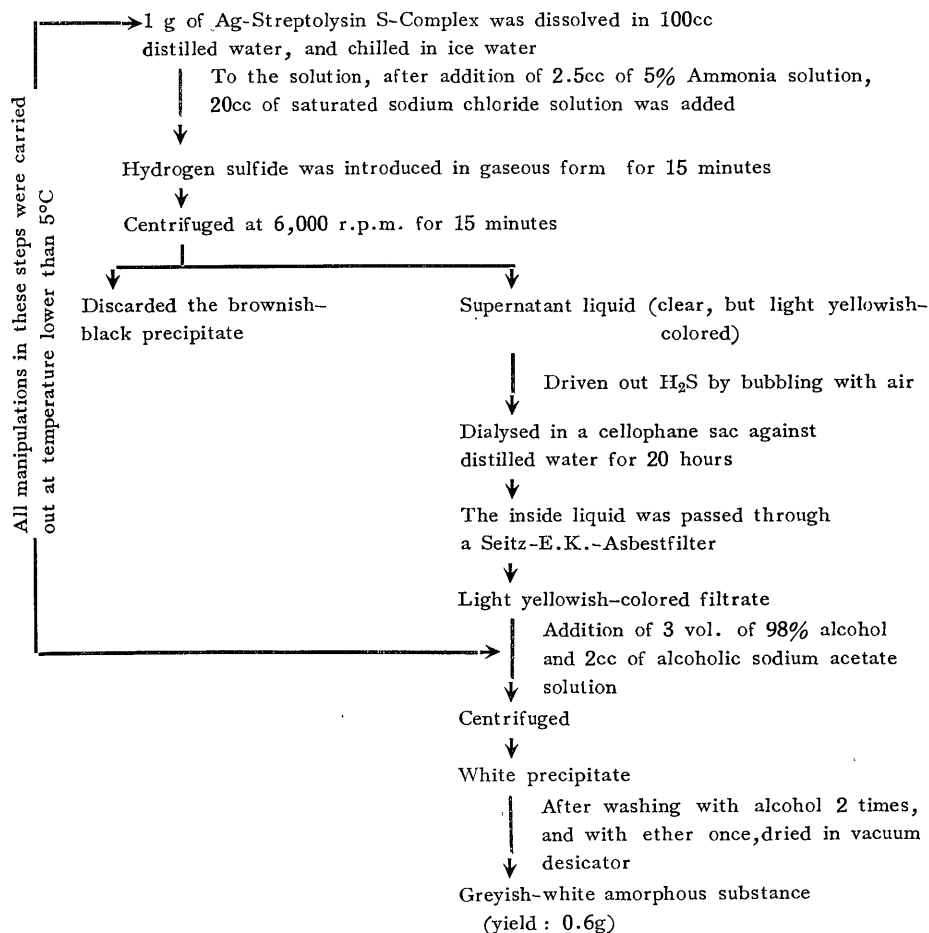 1 g of Ag-Streptolysin S-Complex was dissolved in 100cc
distilled water, and chilled in ice water
To the solution, after addition of 2.5cc of 5% Ammonia solution,
20cc of saturated sodium chloride solution was added
Hydrogen sulfide was introduced in gaseous form for 15 minutes
Centrifuged at 6,000 r.p.m. for 15 minutes
All manipulations in these steps were carried
out at temperature lower than 5°C
Discarded the brownish-
black precipitate
Supernatant liquid (clear, but light yellowish-
colored)
Driven out H₂S by bubbling with air
Dialysed in a cellophane sac against
distilled water for 20 hours
The inside liquid was passed through
a Seitz-E.K.-Asbestfilter
Light yellowish-colored filtrate
Addition of 3 vol. of 98% alcohol
and 2cc of alcoholic sodium acetate
solution
Centrifuged
White precipitate
After washing with alcohol 2 times,
and with ether once, dried in vacuum
desicator
Greyish-white amorphous substance
(yield : 0.6g)